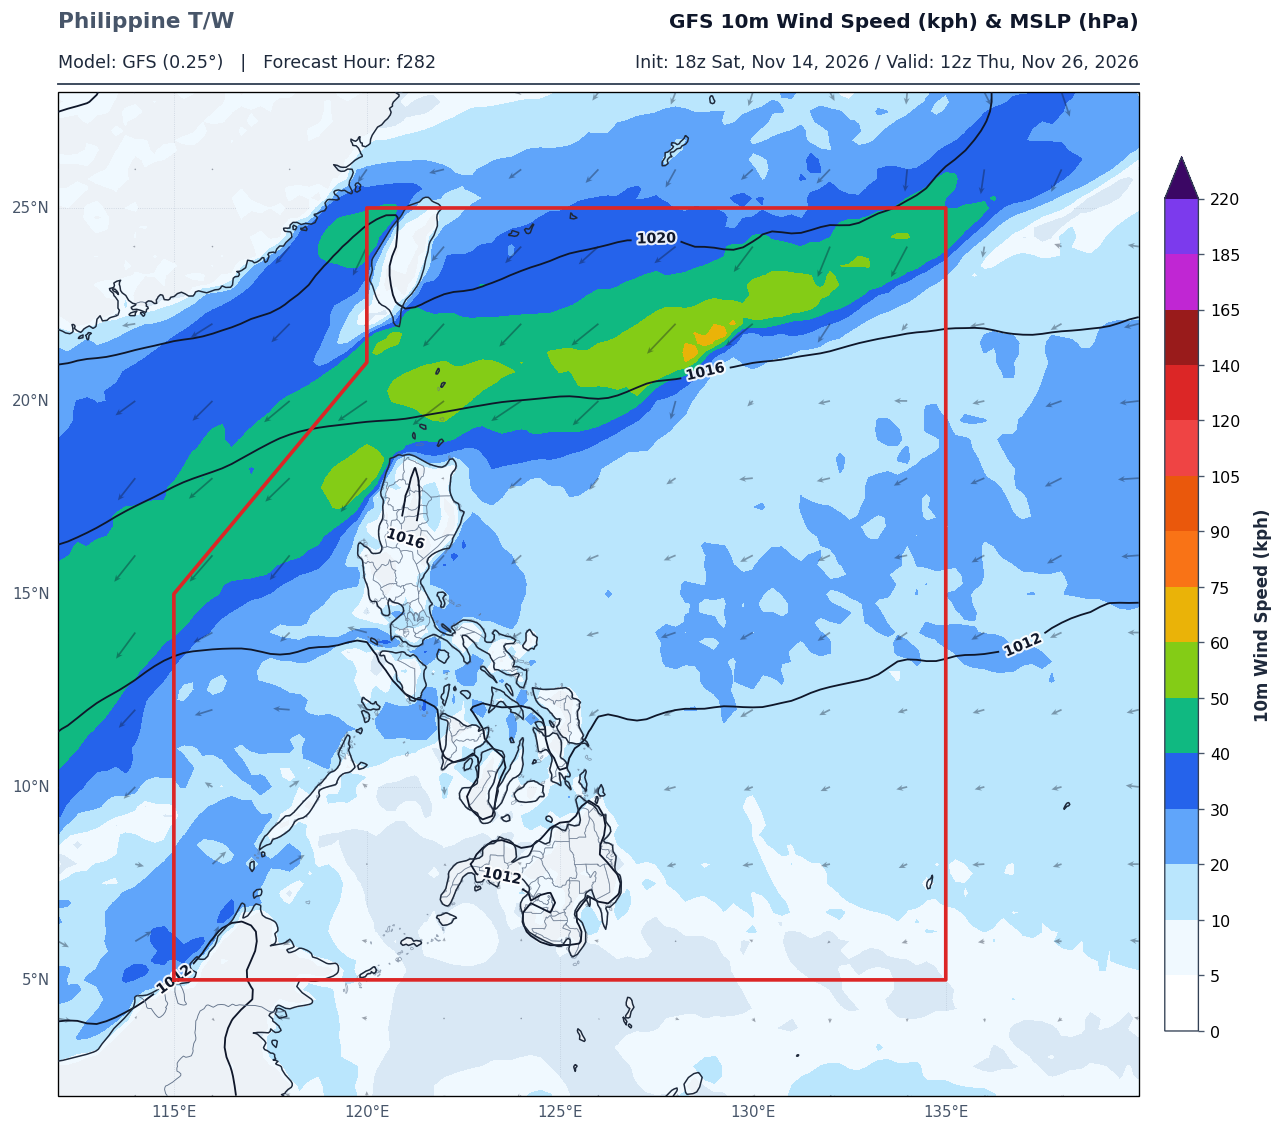 Philippine T/W
GFS 10m Wind Speed (kph) & MSLP (hPa)
Model: GFS (0.25°) | Forecast Hour: f282
Init: 18z Sat, Nov 14, 2026 / Valid: 12z Thu, Nov 26, 2026
25°N
20°N
15°N
10°N
5°N
115°E
120°E
125°E
130°E
135°E
1020
1016
1016
1012
1012
1012
220
185
165
140
120
105
90
75
60
50
40
30
20
10
5
0
10m Wind Speed (kph)